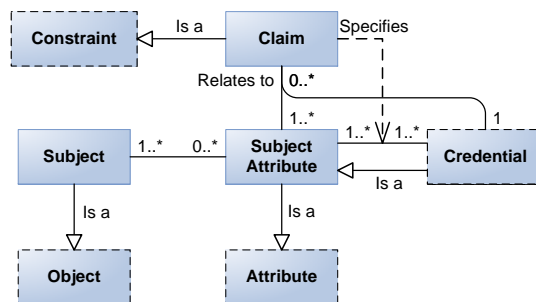 Constraint
Is a
Claim
Specifies
Relates to
0..*
1..*
1
Subject
1..*
0..*
Subject
Attribute
1..*
1..*
Credential
Is a
Is a
Is a
Object
Attribute